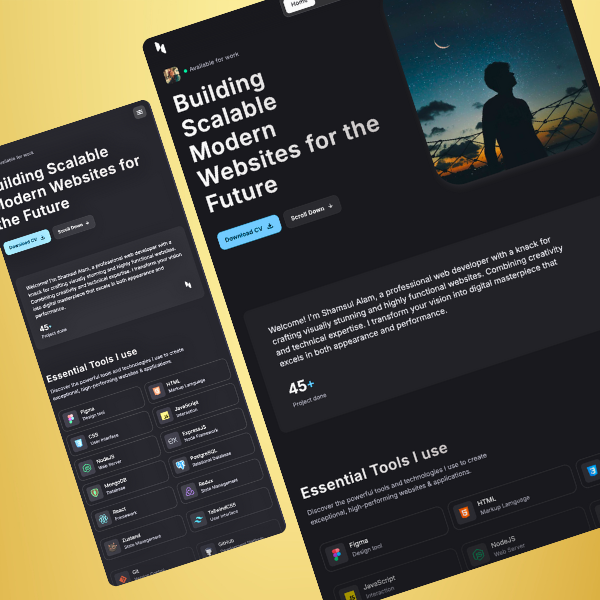 Available for work
Building Scalable
Modern Websites for
the Future
Download CV
Scroll Down
Welcome! I'm Shamsul Alam, a professional web developer with a
knack for crafting visually stunning and highly functional websites.
Combining creativity and technical expertise. I transform your vision
into digital masterpiece that excels in both appearance and
performance.
45+
Project done
Essential Tools I use
Discover the powerful tools and technologies I use to create
exceptional, high-performing websites & applications.
Figma
Design tool
HTML
Markup Language
CSS
User Interface
JavaScript
Interaction
NodeJS
Web Server
ExpressJS
Node Framework
MongoDB
Database
PostgreSQL
Relational Database
React
Framework
Redux
State Management
Zustand
State Management
TailwindCSS
User Interface
Git
GitHub
Home
Available for work
Building
Scalable
Modern
Websites for the
Future
Download CV
Scroll Down
Welcome! I'm Shamsul Alam, a professional web developer with a knack for
crafting visually stunning and highly functional websites. Combining creativity
and technical expertise. I transform your vision into digital masterpiece that
excels in both appearance and performance.
45+
Project done
Essential Tools I use
Discover the powerful tools and technologies I use to create
exceptional, high-performing websites & applications.
Figma
Design tool
HTML
Markup Language
JavaScript
Interaction
NodeJS
Web Server